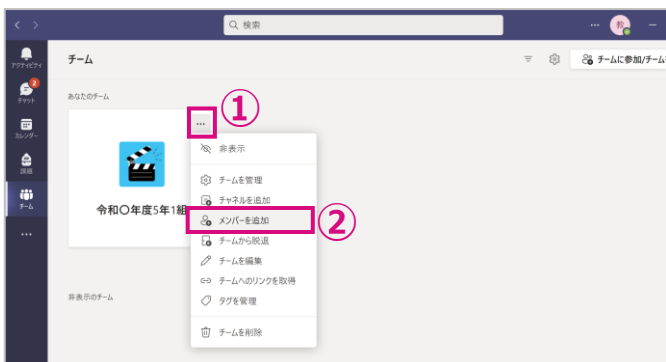 検索
教
アクティビティ
チーム
チームに参加/チーム
2
チャット
あなたのチーム
①
カレンダー
非表示
課題
チームを管理
チーム
チャネルを追加
令和〇年度5年1組
メンバーを追加
②
チームから脱退
チームを編集
チームへのリンクを取得
非表示のチーム
タグを管理
チームを削除